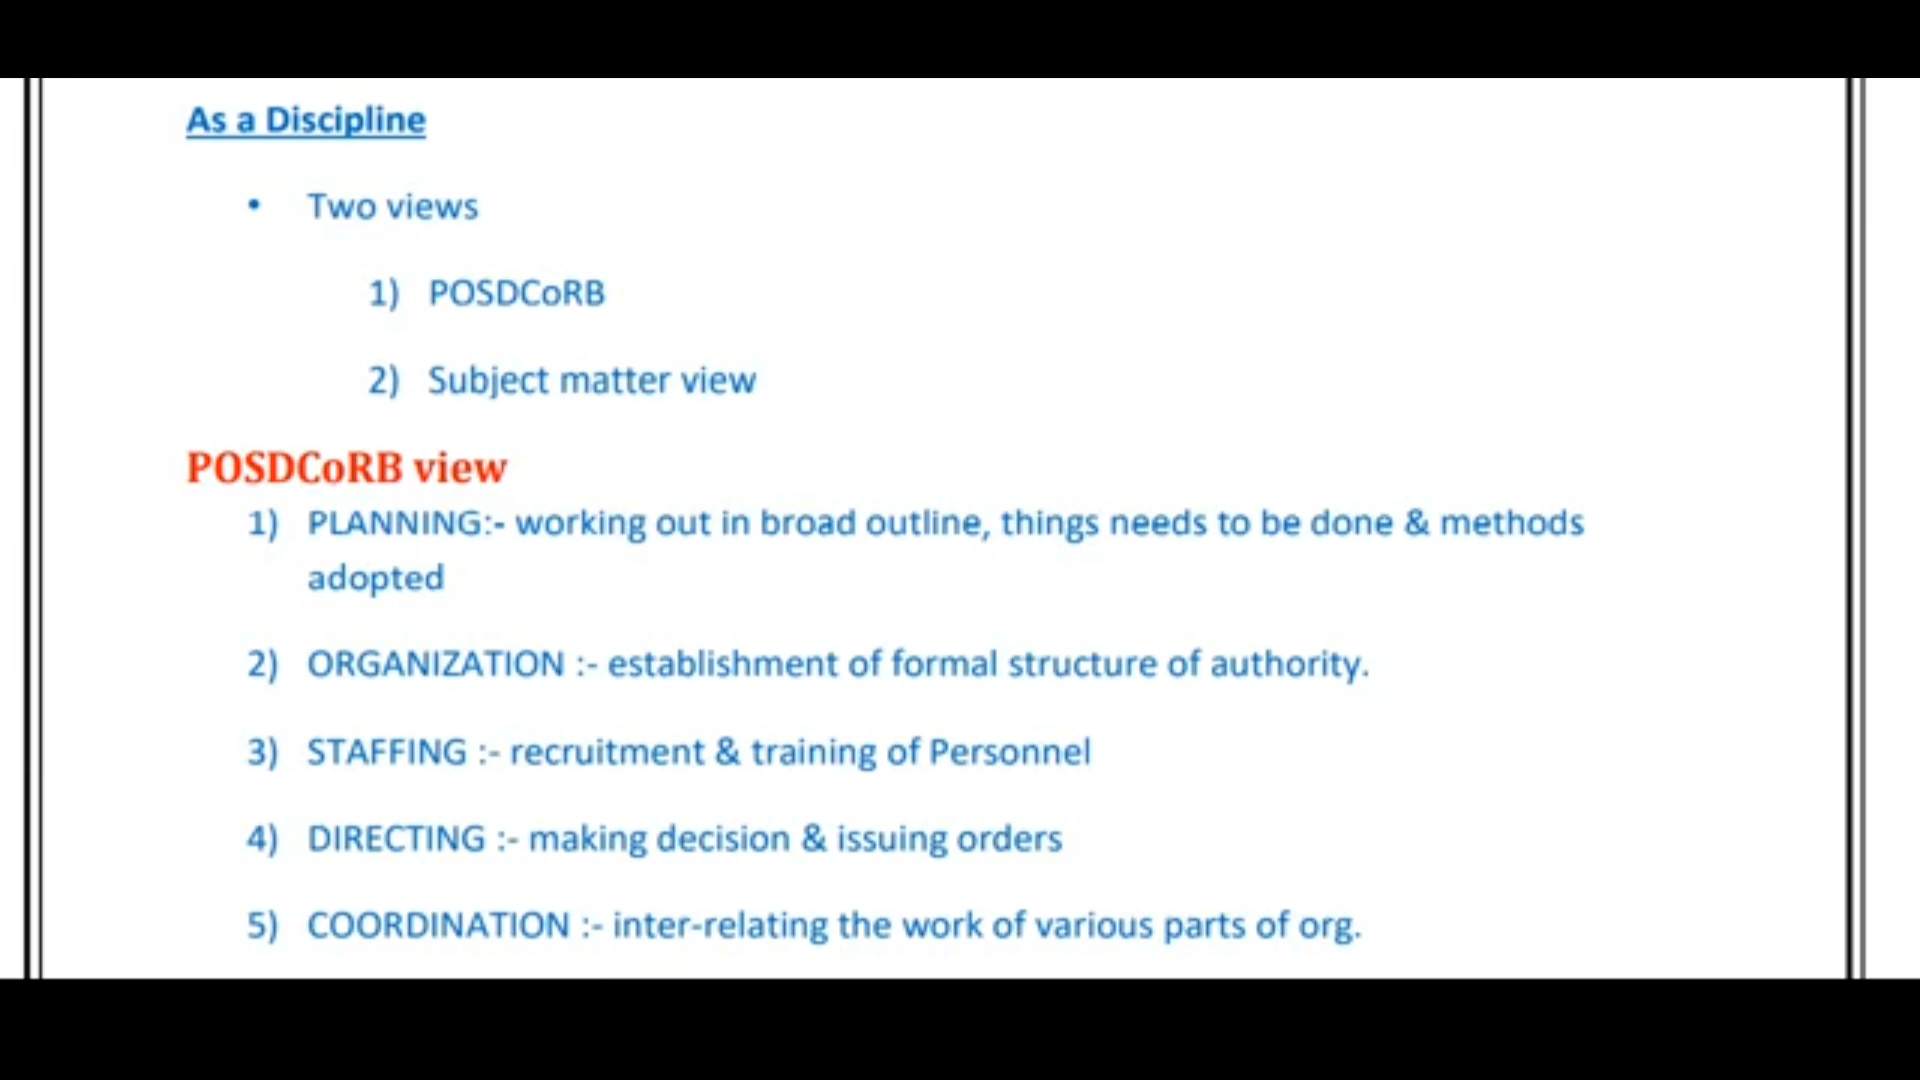 As a Discipline
• Two views
1) POSDCoRB
2) Subject matter view
POSDCoRB view
1) PLANNING:- working out in broad outline, things needs to be done & methods
adopted
2) ORGANIZATION :- establishment of formal structure of authority.
3) STAFFING :- recruitment & training of Personnel
4) DIRECTING :- making decision & issuing orders
5) COORDINATION :- inter-relating the work of various parts of org.